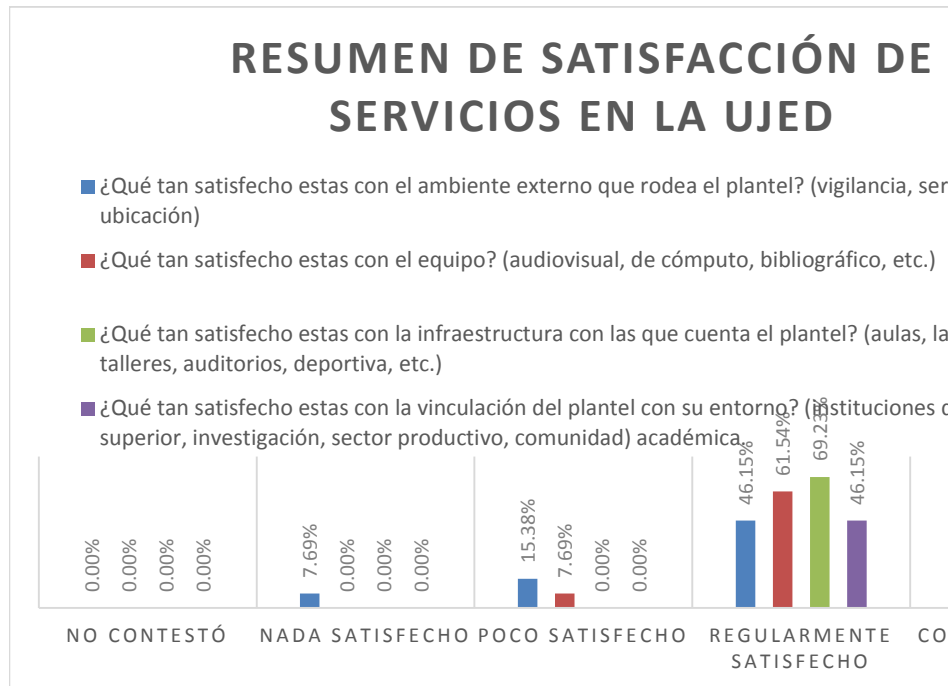 RESUMEN DE SATISFACCIÓN DE
SERVICIOS EN LA UJED
¿Qué tan satisfecho estas con el ambiente externo que rodea el plantel? (vigilancia,
ubicación)
¿Qué tan satisfecho estas con el equipo? (audiovisual, de cómputo, bibliográfico, etc.)
¿Qué tan satisfecho estas con la infraestructura con las que cuenta el plantel? (aulas,
talleres, auditorios, deportiva, etc.)
¿Qué tan satisfecho estas con la vinculación del plantel con su entorno? (instituciones
superior, investigación, sector productivo, comunidad) académica.
0.00% 0.00% 0.00% 0.00%
7.69% 0.00% 0.00% 0.00%
15.38% 7.69% 0.00% 0.00%
46.15% 61.54% 69.23% 46.15%
NO CONTESTÓ
NADA SATISFECHO
POCO SATISFECHO
REGULARMENTE
SATISFECHO